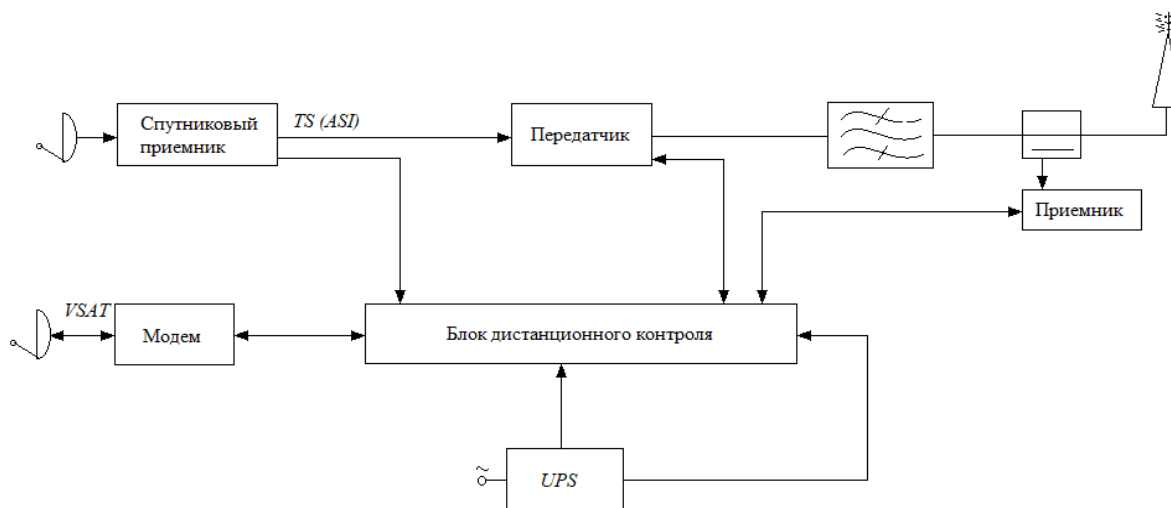 Спутниковый
приемник
TS (ASI)
Передатчик
Приемник
VSAT
Модем
Блок дистанционного контроля
~
UPS